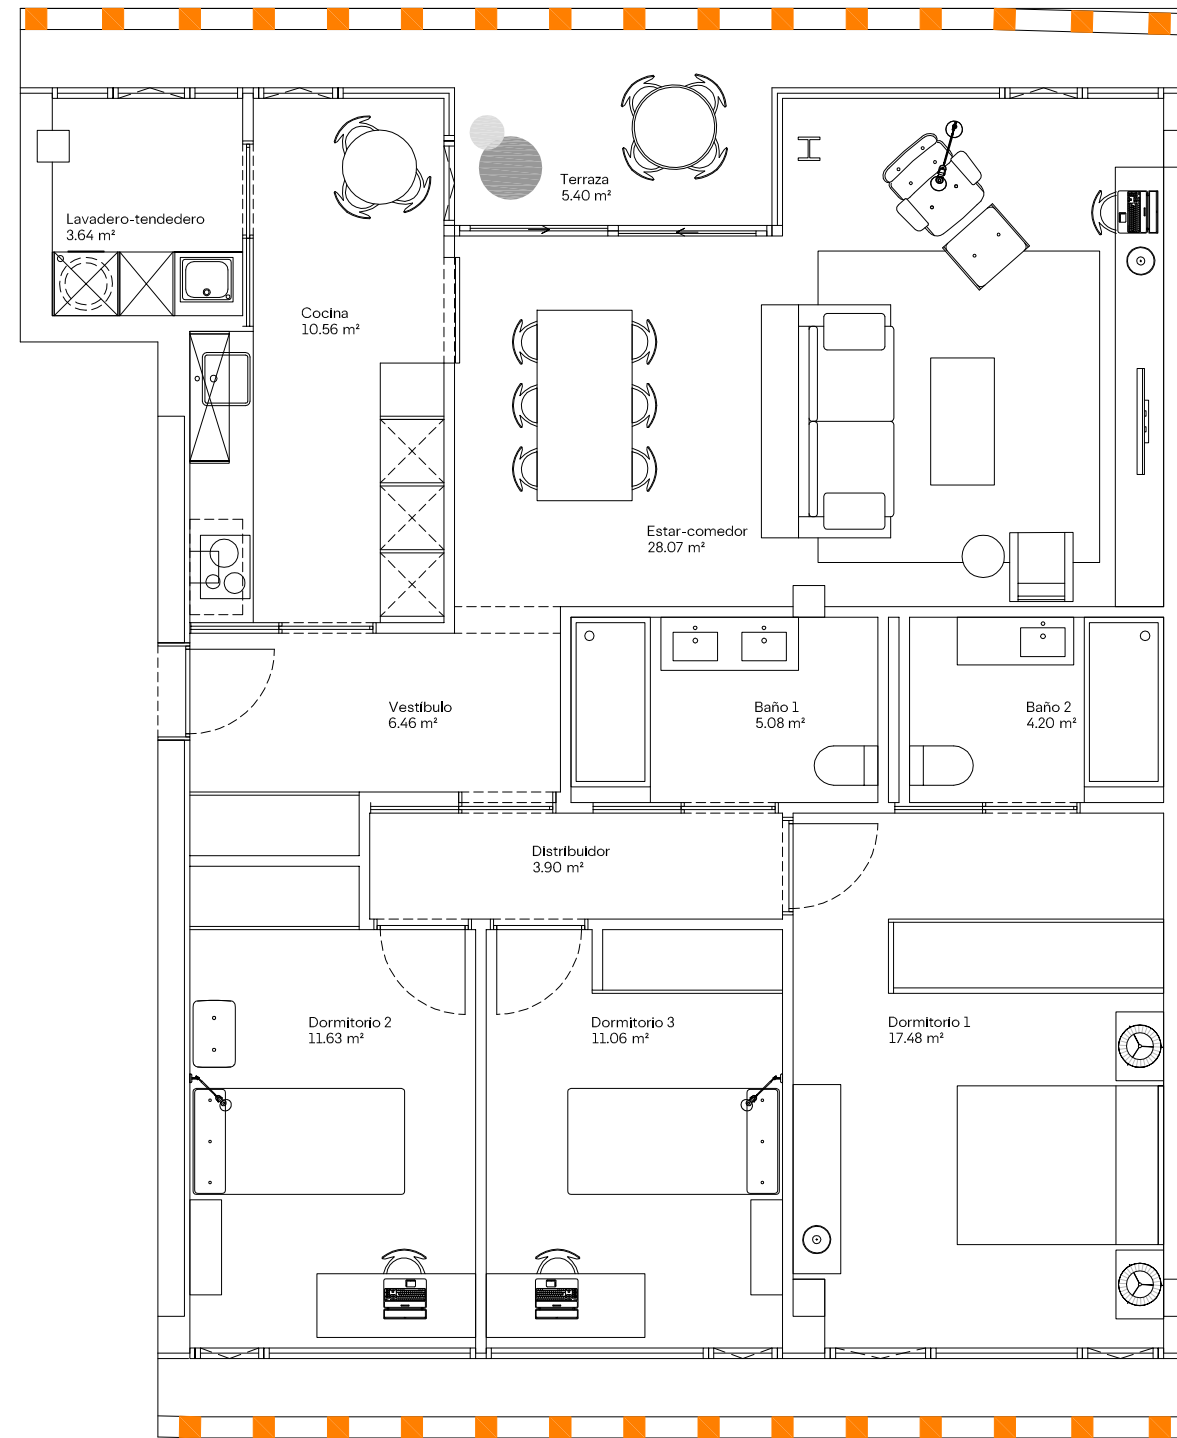 Terraza
5.40 m²
Lavadero-tendedero
3.64 m²
Cocina
10.56 m²
Estar-comedor
28.07 m²
Vestíbulo
6.46 m²
Baño 1
5.08 m²
Baño 2
4.20 m²
Distribuidor
3.90 m²
Dormitorio 2
11.63 m²
Dormitorio 3
11.06 m²
Dormitorio 1
17.48 m²